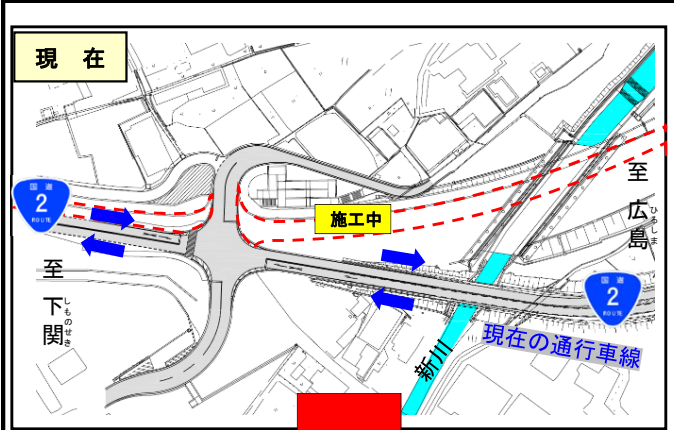 現 在
国道
2
ROUTE
至
下
関
しものせき
施工中
至
広
島
ひろしま
国道
2
ROUTE
現在の通行車線
新川